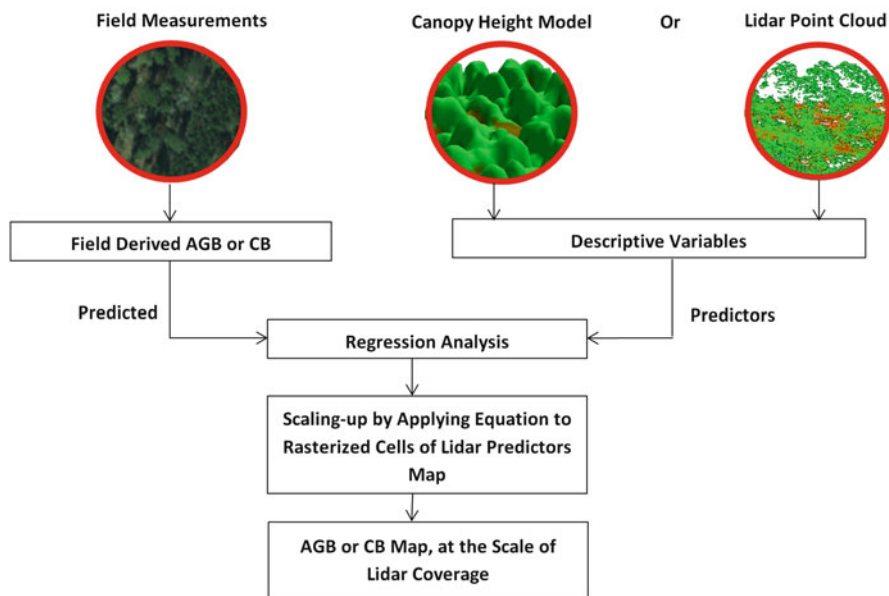 Field Measurements
Canopy Height Model
Or
Lidar Point Cloud
Field Derived AGB or CB
Descriptive Variables
Predicted
Predictors
Regression Analysis
Scaling-up by Applying Equation to
Rasterized Cells of Lidar Predictors
Map
AGB or CB Map, at the Scale of
Lidar Coverage